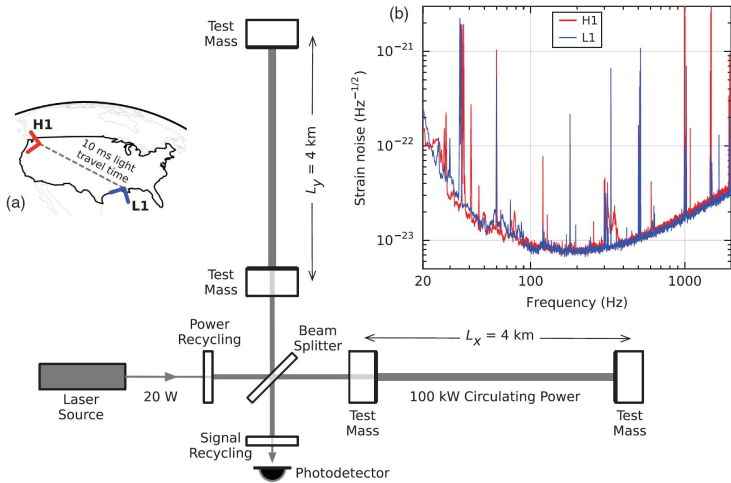 (a)
H1
10 ms light
travel time
L1
Test
Mass
L_y = 4 km
Test
Mass
Power
Recycling
Beam
Splitter
L_x = 4 km
Laser
Source
20 W
100 kW Circulating Power
Test
Mass
Test
Mass
Signal
Recycling
Photodetector
(b)
H1
L1
Strain noise (Hz^−1/2)
10^−21
10^−22
10^−23
20
100
1000
Frequency (Hz)